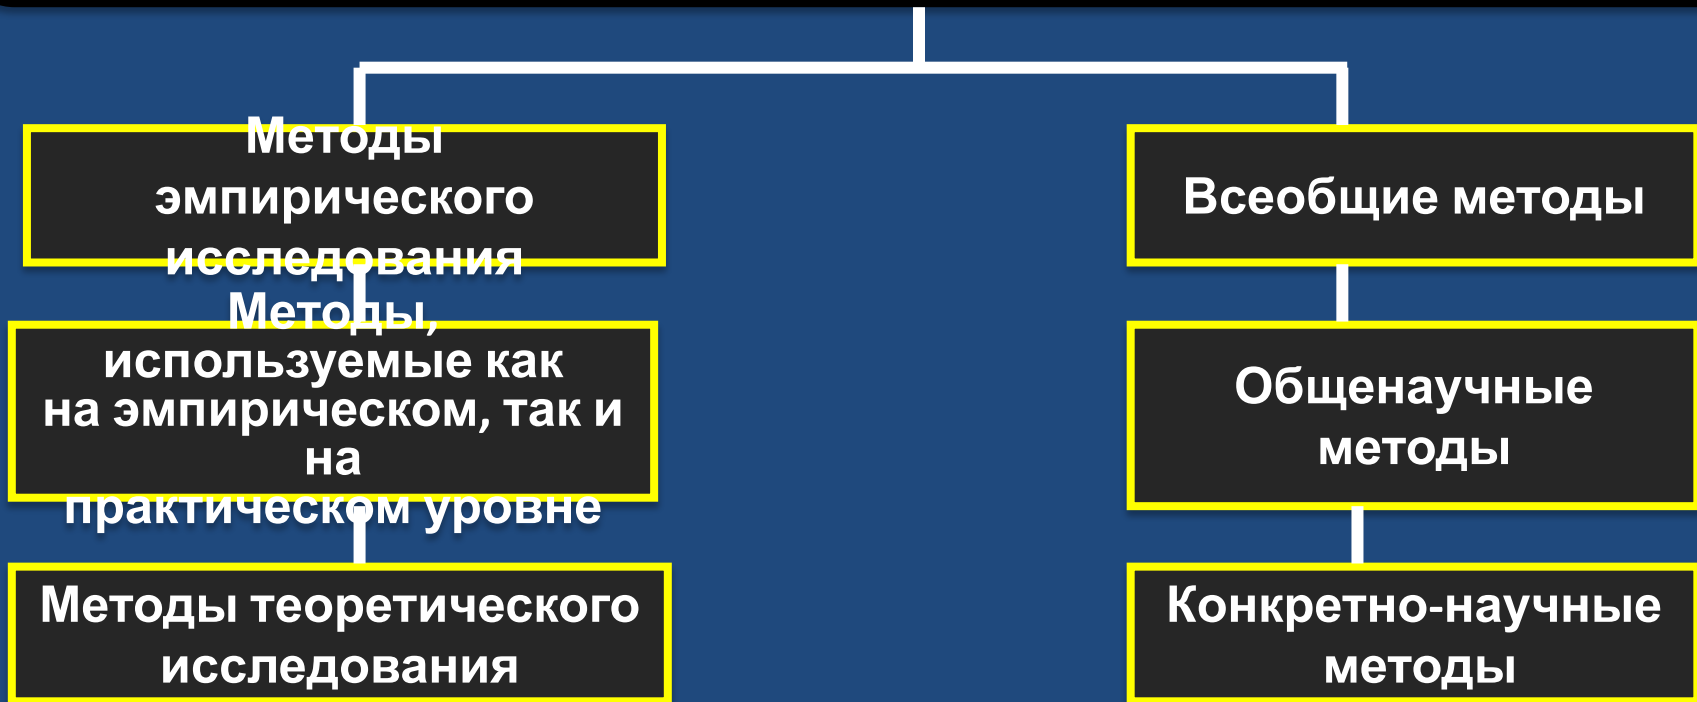 Методы
эмпирического
исследования
Методы,
используемые как
на эмпирическом, так и
на
практическом уровне
Методы теоретического
исследования
Всеобщие методы
Общенаучные
методы
Конкретно-научные
методы